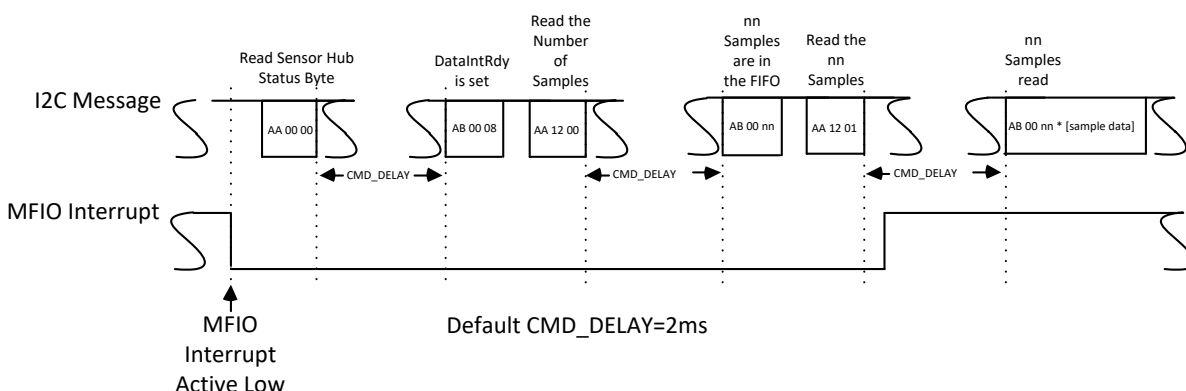 Read Sensor Hub
Status Byte
DataIntRdy
is set
Read the
Number
of
Samples
nn
Samples
are in
the FIFO
Read the
nn
Samples
nn
Samples
read
I2C Message
AA 00 00
AB 00 08
AA 12 00
AB 00 nn
AA 12 01
AB 00 nn * [sample data]
CMD_DELAY
CMD_DELAY
CMD_DELAY
MFIO Interrupt
MFIO
Interrupt
Active Low
Default CMD_DELAY=2ms